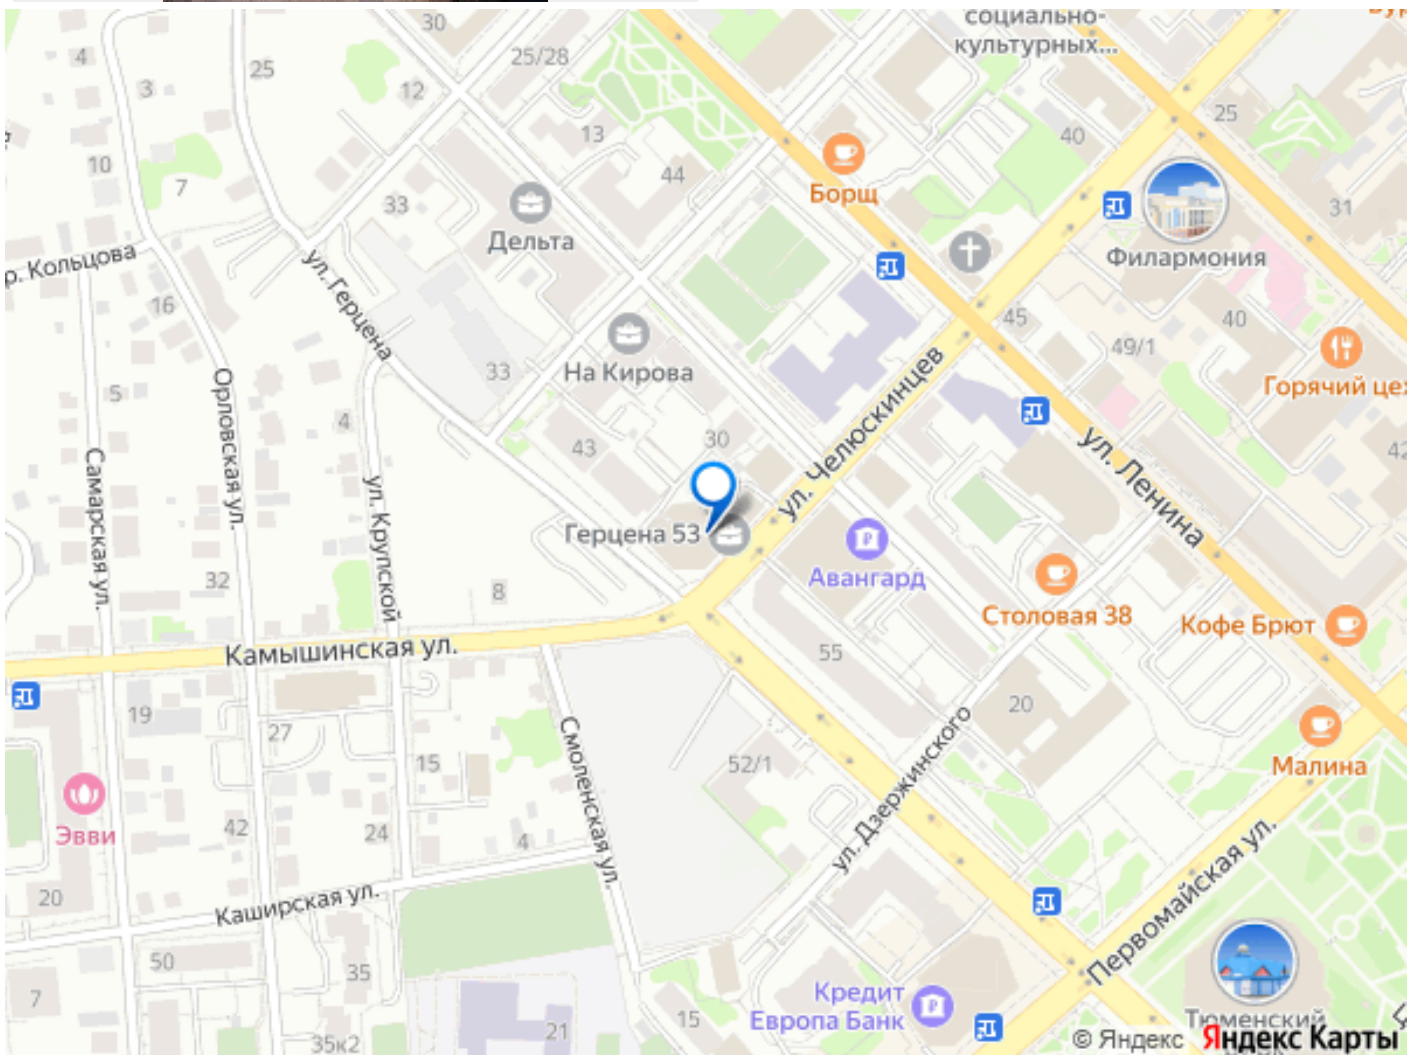 социально-
культурных...
30
4
25/28
25
3
12
25
13
40
10
44
Борщ
7
33
31
Дельта
Филармония
р. Кольцова
ул. Герцена
16
45
40
49/1
На Кирова
33
Горячий цех
5
Орловская ул.
ул. Челюскинцев
4
43
30
ул. Ленина
42
Самарская ул.
ул. Крупской
Герцена 53
Авангард
32
8
Столовая 38
Кофе Брют
Камышинская ул.
55
19
20
27
Смоленская ул.
15
52/1
Малина
ул. Дзержинского
Эвви
42
24
4
Первомайская ул.
20
Каширская ул.
50
35
7
Кредит
Европа Банк
15
21
35к2
Тюменский
© Яндекс Яндекс Карты